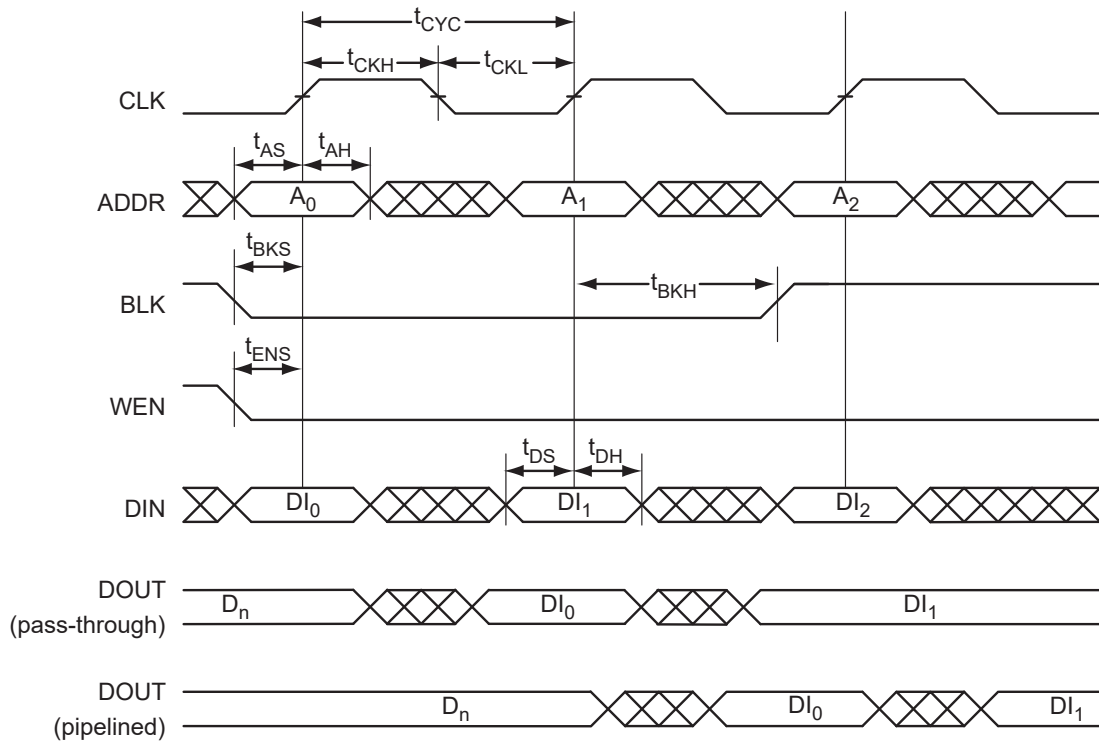 tCYC
tCKH tCKL
CLK
tAS tAH
ADDR A0 A1 A2
tBKS
BLK tBKH
tENS
WEN
tDS tDH
DIN DI0 DI1 DI2
DOUT
(pass-through) Dn DI0 DI1
DOUT
(pipelined) Dn DI0 DI1